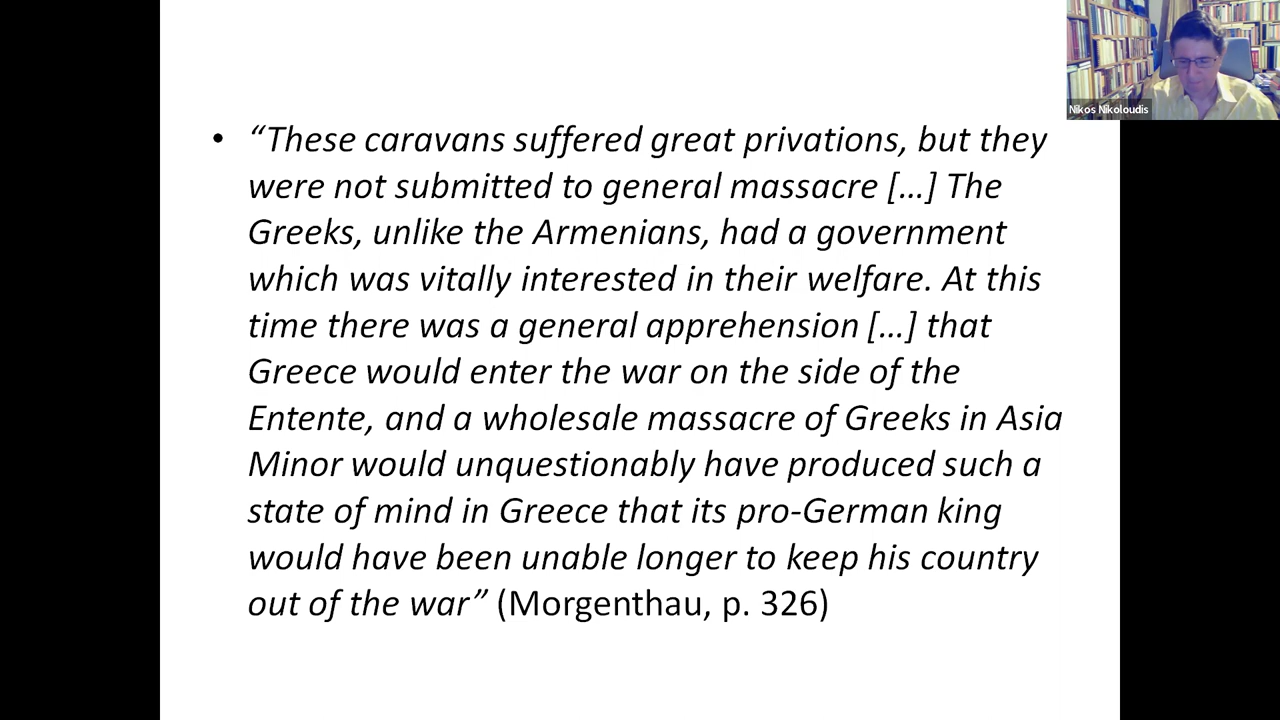 Nikos Nikoloudis
• “These caravans suffered great privations, but they
were not submitted to general massacre […] The
Greeks, unlike the Armenians, had a government
which was vitally interested in their welfare. At this
time there was a general apprehension […] that
Greece would enter the war on the side of the
Entente, and a wholesale massacre of Greeks in Asia
Minor would unquestionably have produced such a
state of mind in Greece that its pro-German king
would have been unable longer to keep his country
out of the war” (Morgenthau, p. 326)